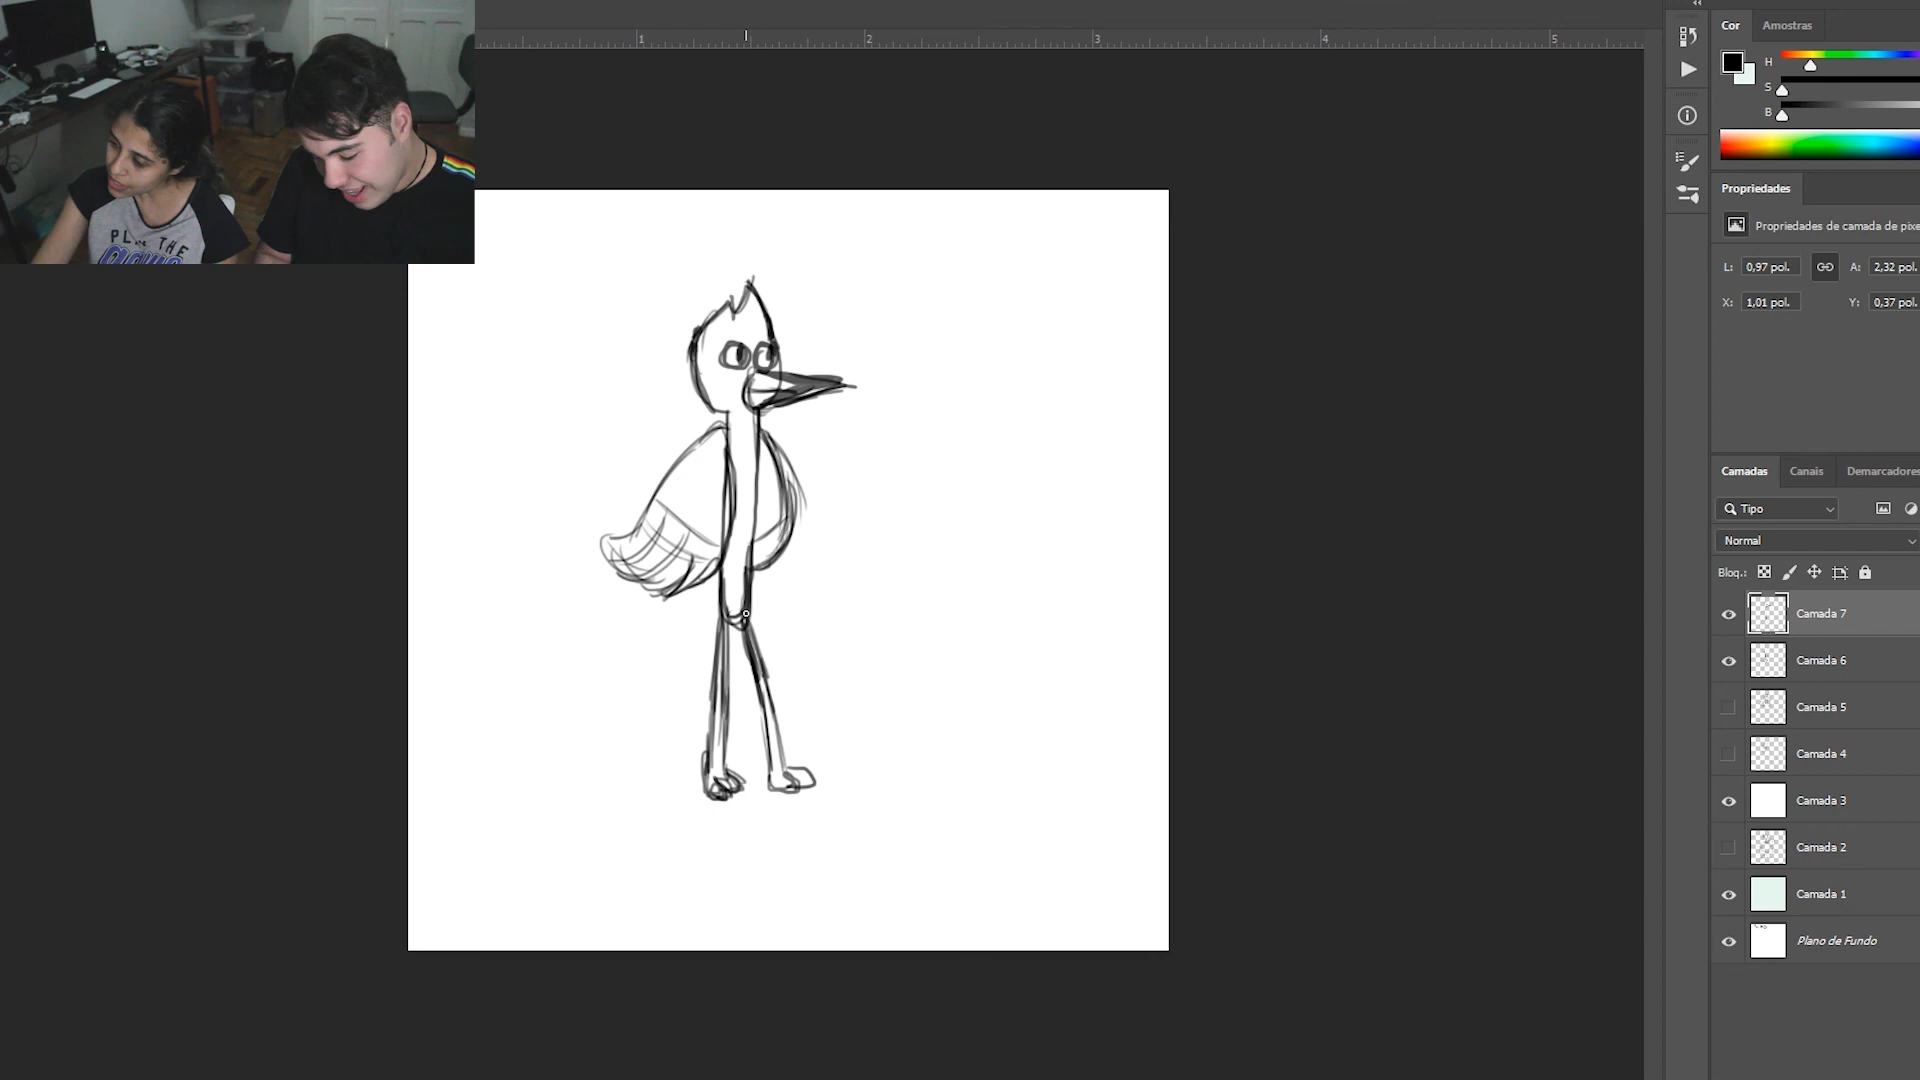 1 2 3 4 5
PL THE
Cor Amostras
H
S
B
Propriedades
Propriedades de camada de pixe
L: 0,97 pol. A: 2,32 pol.
X: 1,01 pol. Y: 0,37 pol.
Camadas Canais Demarcadores
Tipo
Normal
Bloq.:
Camada 7
Camada 6
Camada 5
Camada 4
Camada 3
Camada 2
Camada 1
Plano de Fundo